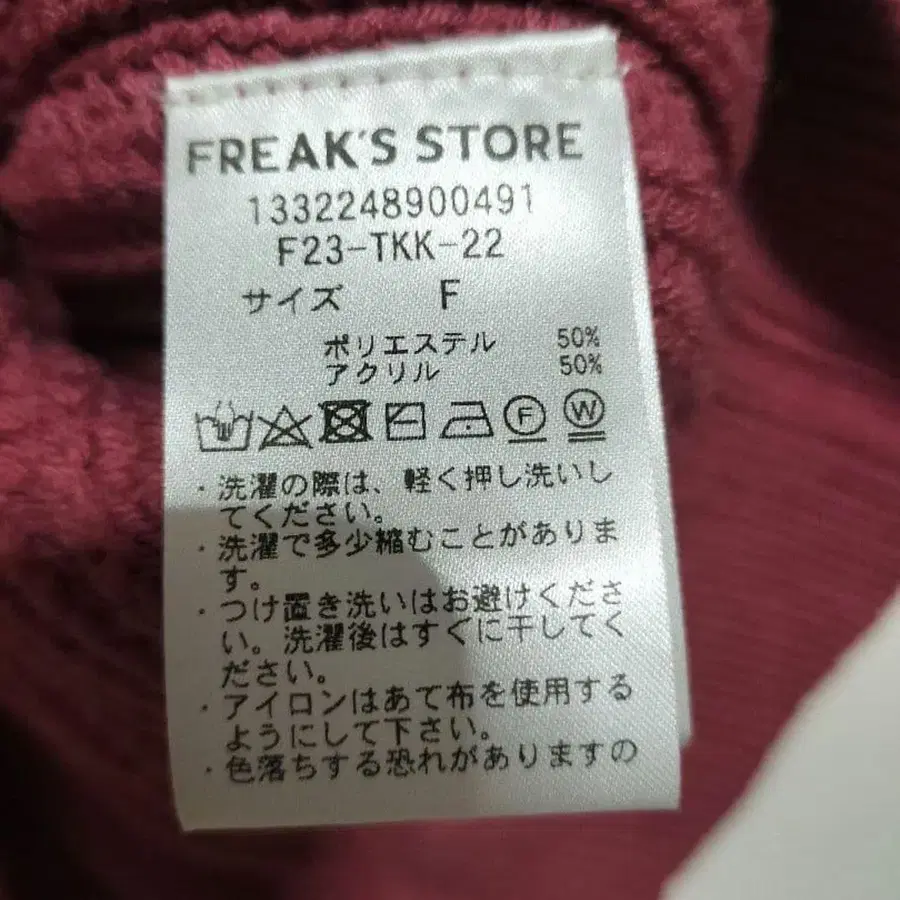 FREAK'S STORE
1332248900491
F23-TKK-22
サイズ F
ポリエステル 50%
アクリル 50%
F W
・洗濯の際は、軽く押し洗いし
てください。
・洗濯で多少縮むことがありま
す。
・つけ置き洗いはお避けくださ
い。洗濯後はすぐに干してく
ださい。
・アイロンはあて布を使用する
ようにして下さい。
・色落ちする恐れがありますの